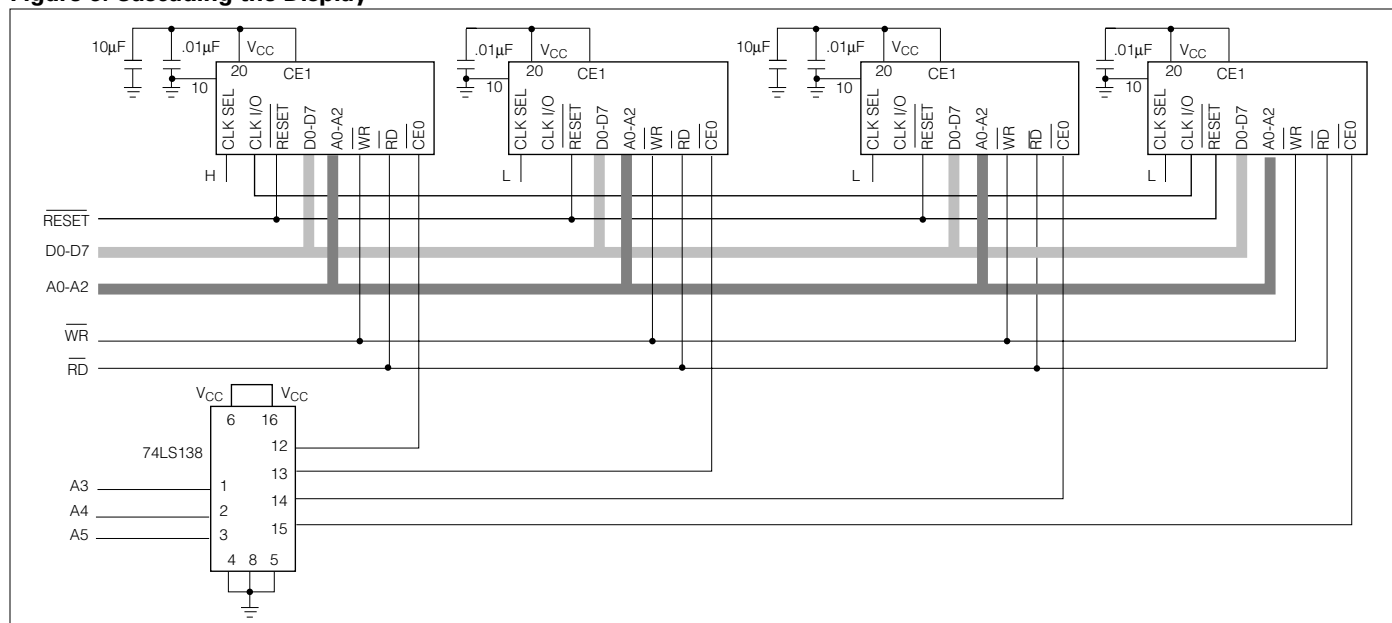 Figure 6. Cascading the Display
10µF .01µF VCC .01µF VCC 10µF .01µF VCC .01µF VCC
20 CE1 20 CE1 20 CE1 20 CE1
10 10 10 10
CLK SEL CLK I/O RESET D0-D7 A0-A2 WR RD CE0
CLK SEL CLK I/O RESET D0-D7 A0-A2 WR RD CE0
CLK SEL CLK I/O RESET D0-D7 A0-A2 WR RD CE0
CLK SEL CLK I/O RESET D0-D7 A0-A2 WR RD CE0
H L L L
RESET
D0-D7
A0-A2
WR
RD
VCC VCC
6 16
12
74LS138
13
A3 1
14
A4 2
15
A5 3
4 8 5